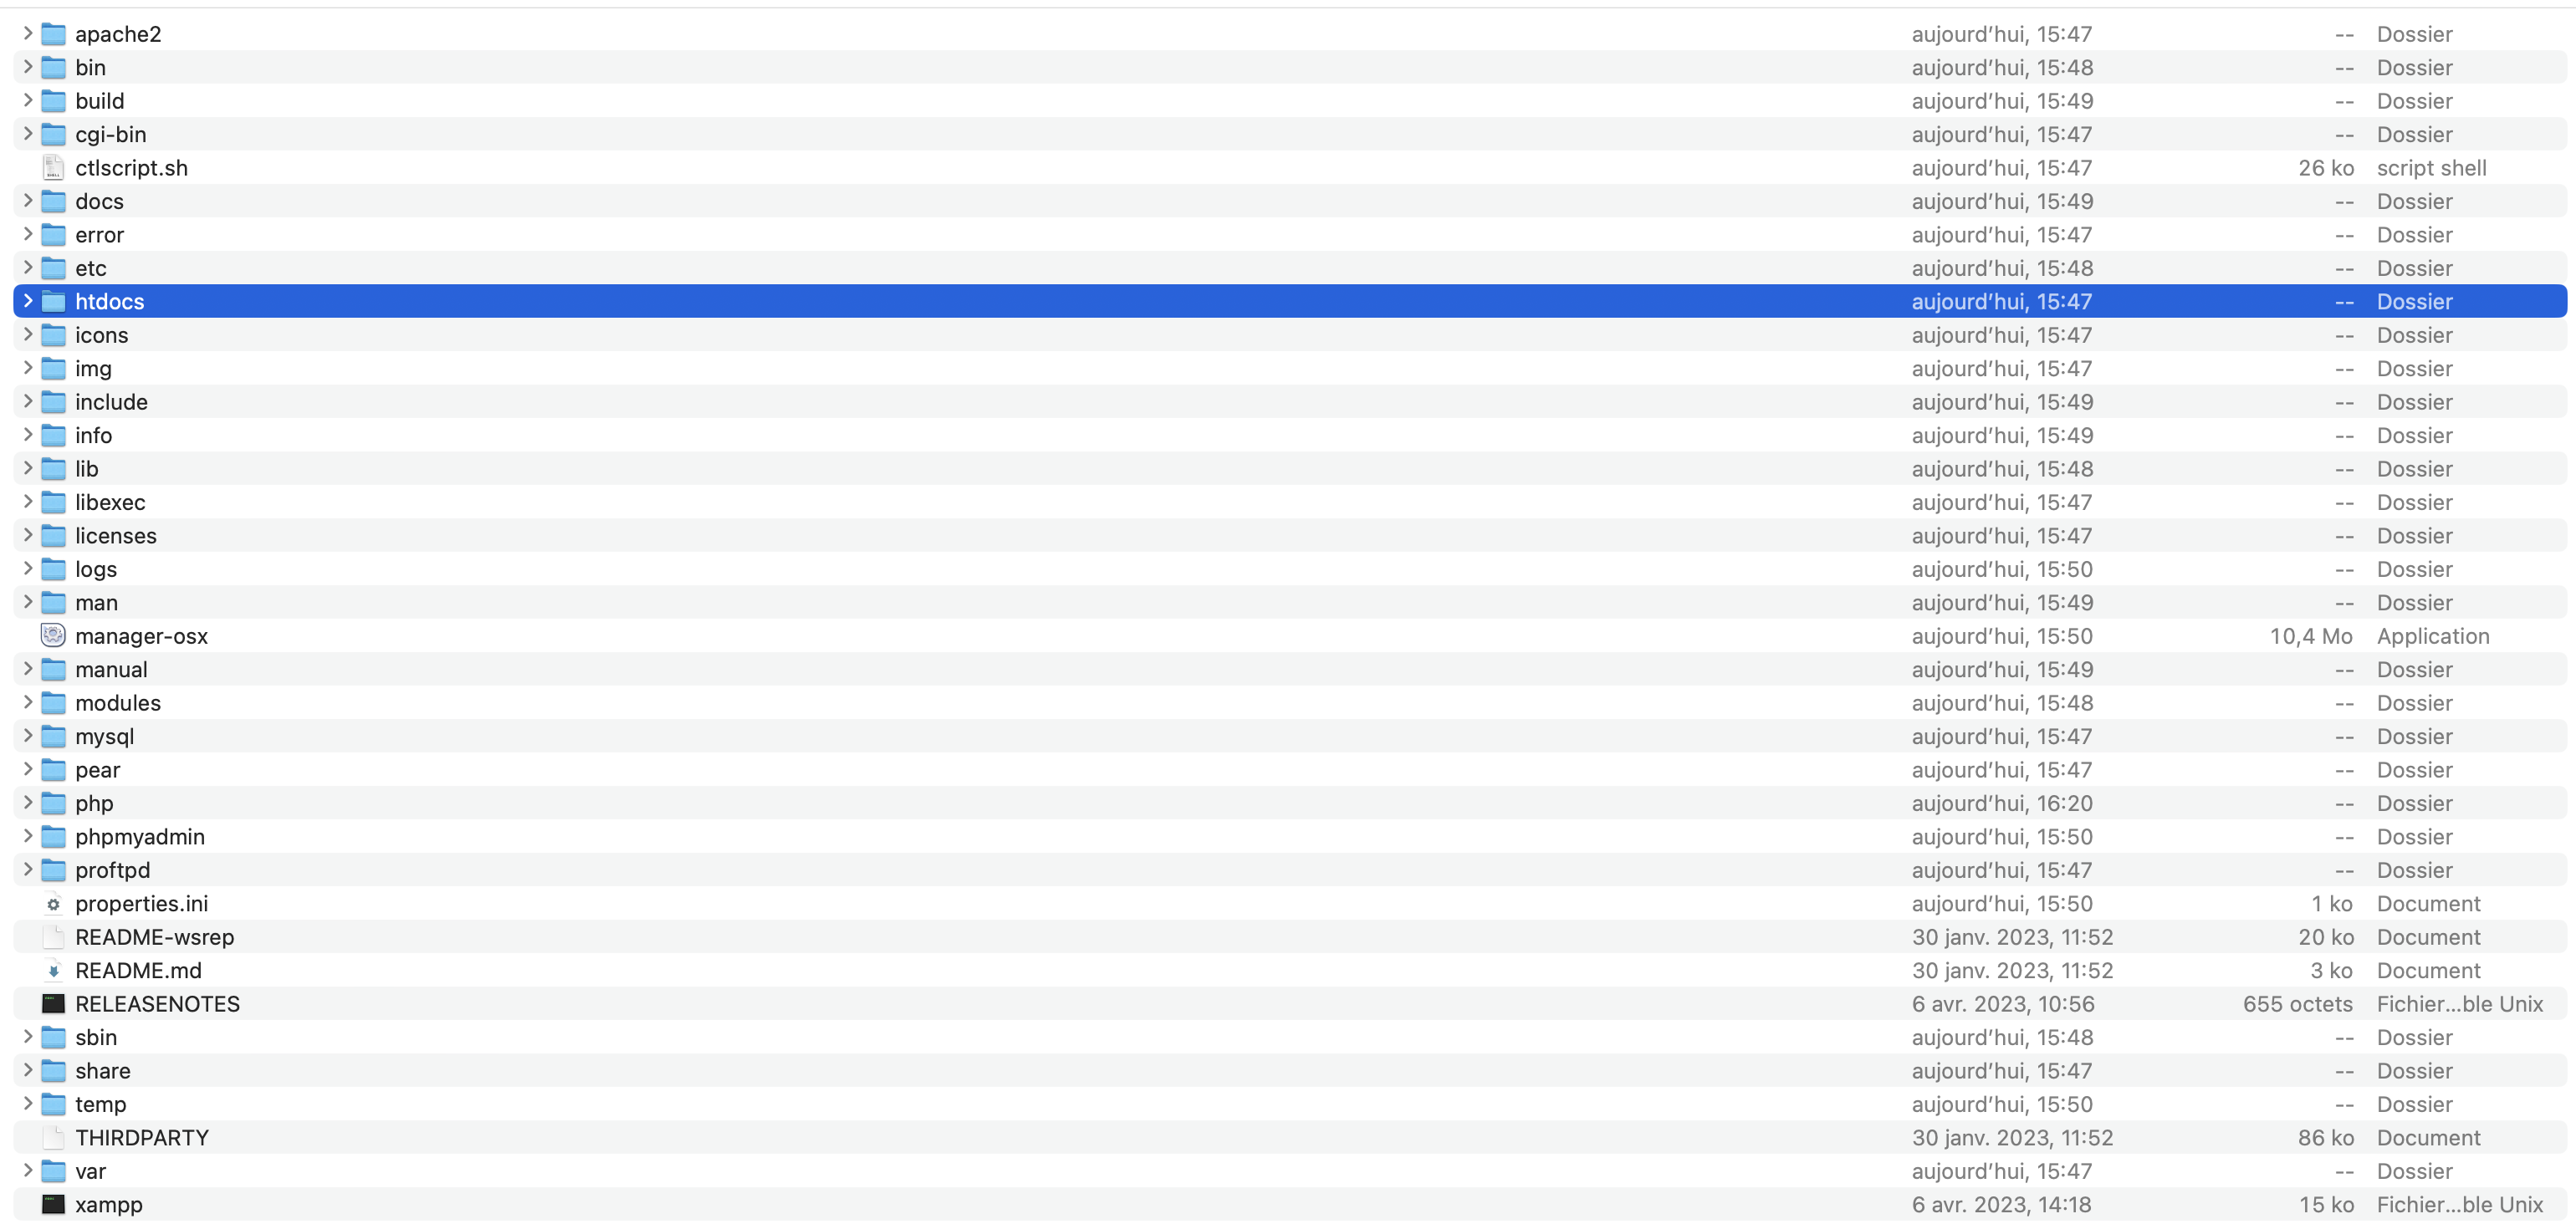 apache2 aujourd’hui, 15:47 -- Dossier
bin aujourd’hui, 15:48 -- Dossier
build aujourd’hui, 15:49 -- Dossier
cgi-bin aujourd’hui, 15:47 -- Dossier
ctlscript.sh aujourd’hui, 15:47 26 ko script shell
docs aujourd’hui, 15:49 -- Dossier
error aujourd’hui, 15:47 -- Dossier
etc aujourd’hui, 15:48 -- Dossier
htdocs aujourd’hui, 15:47 -- Dossier
icons aujourd’hui, 15:47 -- Dossier
img aujourd’hui, 15:47 -- Dossier
include aujourd’hui, 15:49 -- Dossier
info aujourd’hui, 15:49 -- Dossier
lib aujourd’hui, 15:48 -- Dossier
libexec aujourd’hui, 15:47 -- Dossier
licenses aujourd’hui, 15:47 -- Dossier
logs aujourd’hui, 15:50 -- Dossier
man aujourd’hui, 15:49 -- Dossier
manager-osx aujourd’hui, 15:50 10,4 Mo Application
manual aujourd’hui, 15:49 -- Dossier
modules aujourd’hui, 15:48 -- Dossier
mysql aujourd’hui, 15:47 -- Dossier
pear aujourd’hui, 15:47 -- Dossier
php aujourd’hui, 16:20 -- Dossier
phpmyadmin aujourd’hui, 15:50 -- Dossier
proftpd aujourd’hui, 15:47 -- Dossier
properties.ini aujourd’hui, 15:50 1 ko Document
README-wsrep 30 janv. 2023, 11:52 20 ko Document
README.md 30 janv. 2023, 11:52 3 ko Document
RELEASENOTES 6 avr. 2023, 10:56 655 octets Fichier...ble Unix
sbin aujourd’hui, 15:48 -- Dossier
share aujourd’hui, 15:47 -- Dossier
temp aujourd’hui, 15:50 -- Dossier
THIRDPARTY 30 janv. 2023, 11:52 86 ko Document
var aujourd’hui, 15:47 -- Dossier
xampp 6 avr. 2023, 14:18 15 ko Fichier...ble Unix